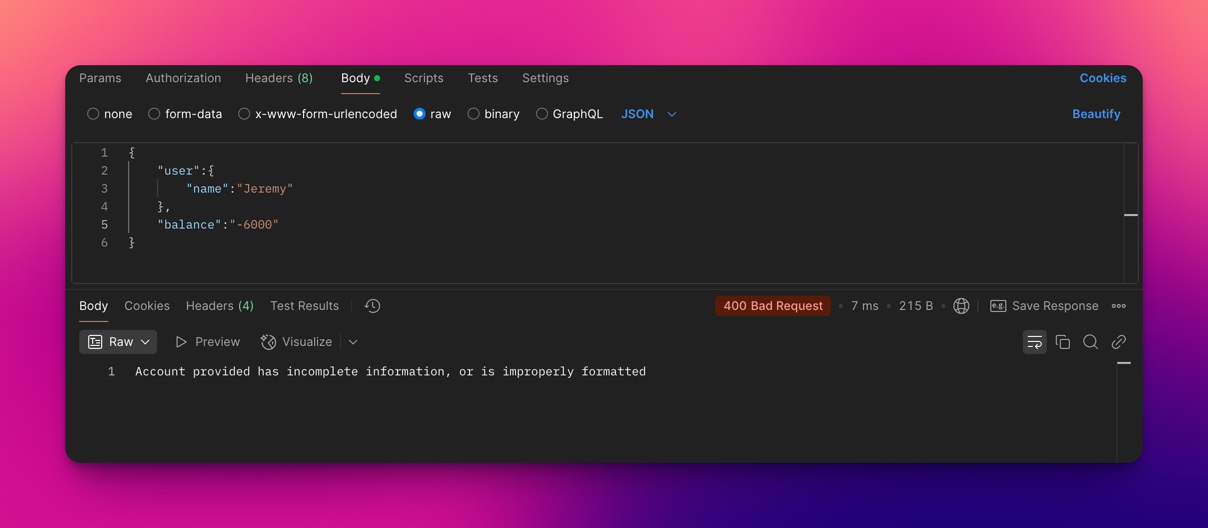 Params Authorization Headers (8) Body Scripts Tests Settings Cookies
none form-data x-www-form-urlencoded raw binary GraphQL JSON Beautify
1 {
2 "user":{
3 "name":"Jeremy"
4 },
5 "balance":"-6000"
6 }
Body Cookies Headers (4) Test Results 400 Bad Request 7 ms 215 B e.g. Save Response
Raw Preview Visualize
1 Account provided has incomplete information, or is improperly formatted